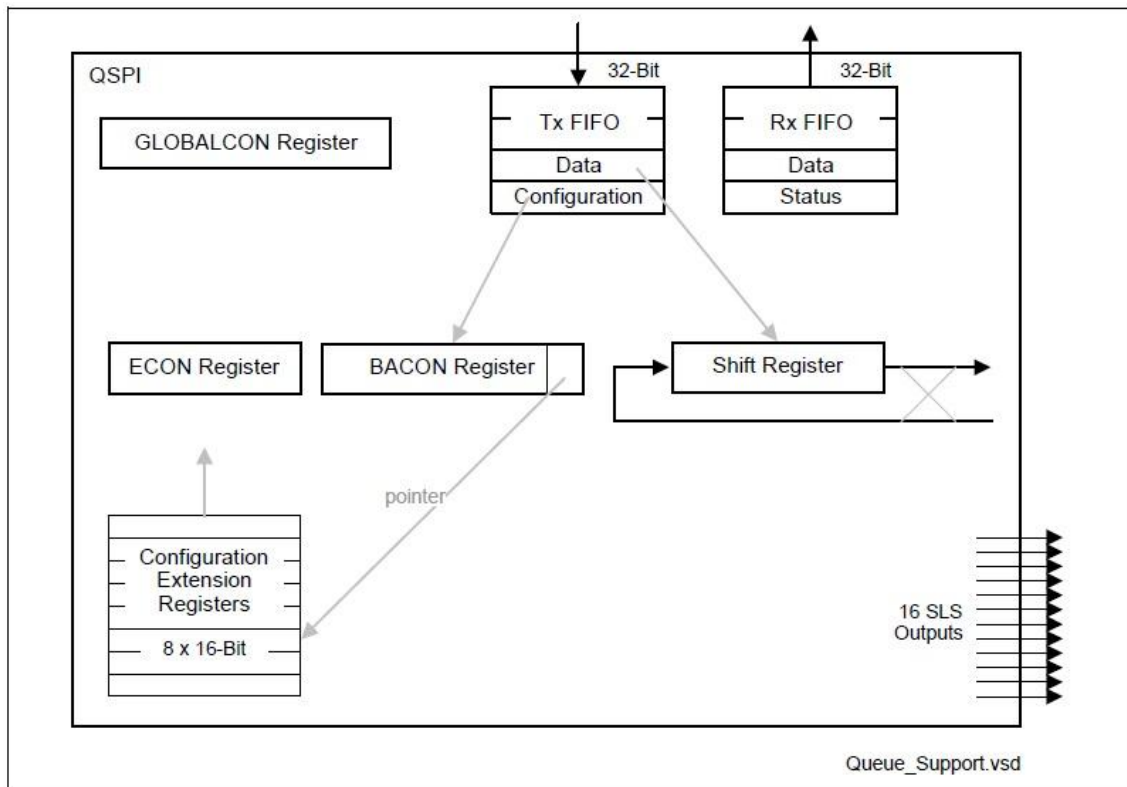 QSPI
32-Bit
32-Bit
GLOBALCON Register
Tx FIFO
Data
Configuration
Rx FIFO
Data
Status
ECON Register
BACON Register
Shift Register
pointer
Configuration
Extension
Registers
8 x 16-Bit
16 SLS
Outputs
Queue_Support.vsd